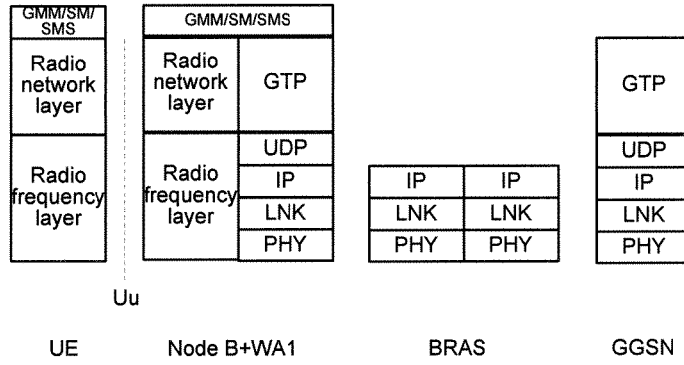 GMM/SM/
SMS
Radio
network
layer
Radio
frequency
layer
Uu
UE
GMM/SM/SMS
Radio
network
layer
GTP
Radio
frequency
layer
UDP
IP
LNK
PHY
Node B+WA1
IP IP
LNK LNK
PHY PHY
BRAS
GTP
UDP
IP
LNK
PHY
GGSN